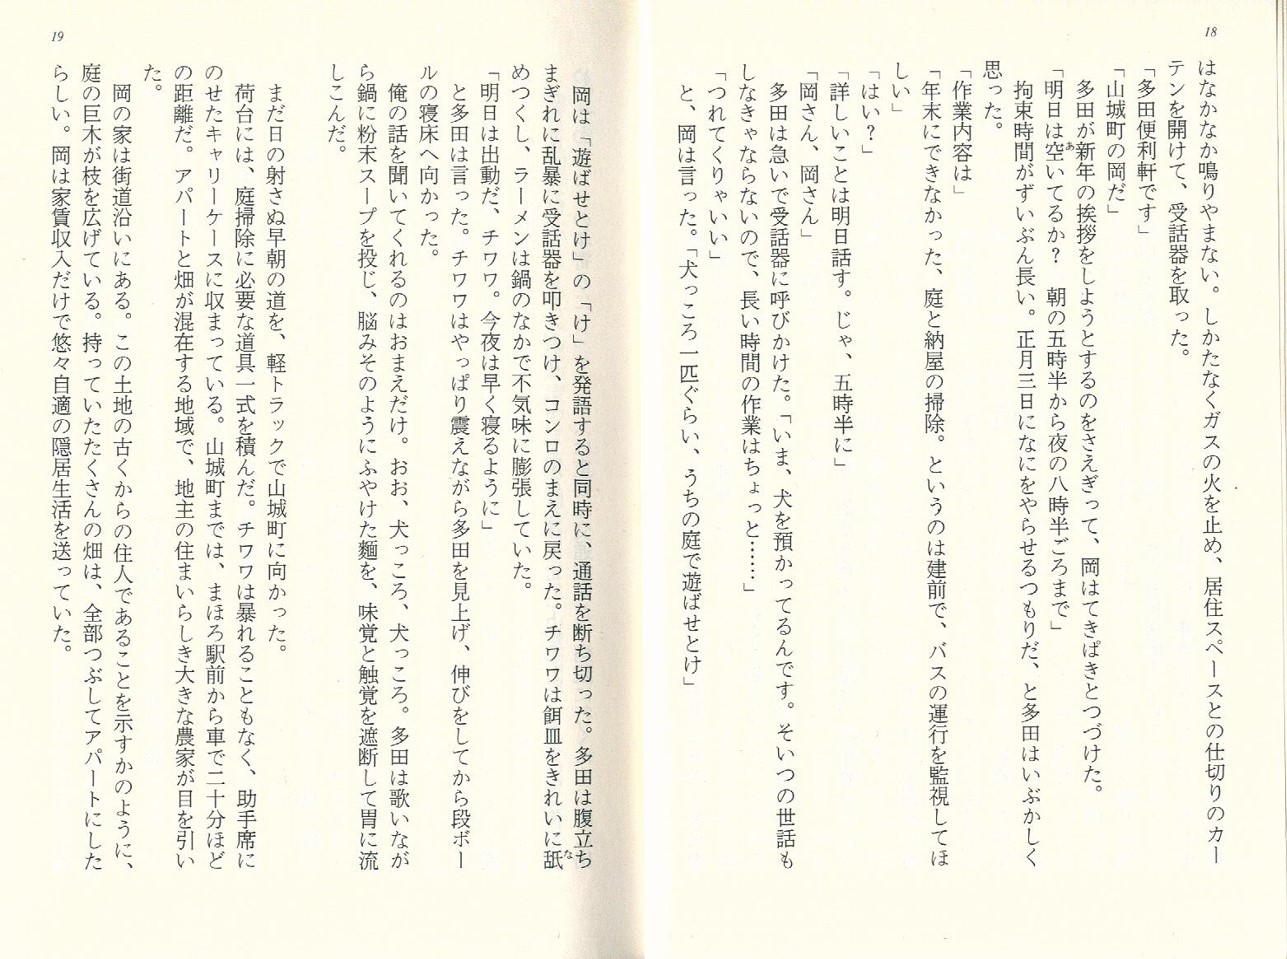 18
はなかなか鳴りやまない。しかたなくガスの火を止め、居住スペースとの仕切りのカー
テンを開けて、受話器を取った。
「多田便利軒です」
「山城町の岡だ」
多田が新年の挨拶をしようとするのをさえぎって、岡はてきぱきとつづけた。
「明日は空いてるか？　朝の五時半から夜の八時半ごろまで」
あ
拘束時間がずいぶん長い。正月三日になにをやらせるつもりだ、と多田はいぶかしく
思った。
「作業内容は」
「年末にできなかった、庭と納屋の掃除。というのは建前で、バスの運行を監視してほ
しい」
「はい？」
「詳しいことは明日話す。じゃ、五時半に」
「岡さん、岡さん」
多田は急いで受話器に呼びかけた。「いま、犬を預かってるんです。そいつの世話も
しなきゃならないので、長い時間の作業はちょっと……」
「つれてくりゃいい」
と、岡は言った。「犬っころ一匹ぐらい、うちの庭で遊ばせとけ」
19
岡は「遊ばせとけ」の「け」を発語すると同時に、通話を断ち切った。多田は腹立ち
まぎれに乱暴に受話器を叩きつけ、コンロのまえに戻った。チワワは餌皿をきれいに舐
な
めつくし、ラーメンは鍋のなかで不気味に膨張していた。
「明日は出動だ、チワワ。今夜は早く寝るように」
と多田は言った。チワワはやっぱり震えながら多田を見上げ、伸びをしてから段ボー
ルの寝床へ向かった。
俺の話を聞いてくれるのはおまえだけ。おお、犬っころ、犬っころ。多田は歌いなが
ら鍋に粉末スープを投じ、脳みそのようにふやけた麺を、味覚と触覚を遮断して胃に流
しこんだ。
まだ日の射さぬ早朝の道を、軽トラックで山城町に向かった。
荷台には、庭掃除に必要な道具一式を積んだ。チワワは暴れることもなく、助手席に
のせたキャリーケースに収まっている。山城町までは、まほろ駅前から車で二十分ほど
の距離だ。アパートと畑が混在する地域で、地主の住まいらしき大きな農家が目を引い
た。
岡の家は街道沿いにある。この土地の古くからの住人であることを示すかのように、
庭の巨木が枝を広げている。持っていたたくさんの畑は、全部つぶしてアパートにした
らしい。岡は家賃収入だけで悠々自適の隠居生活を送っていた。